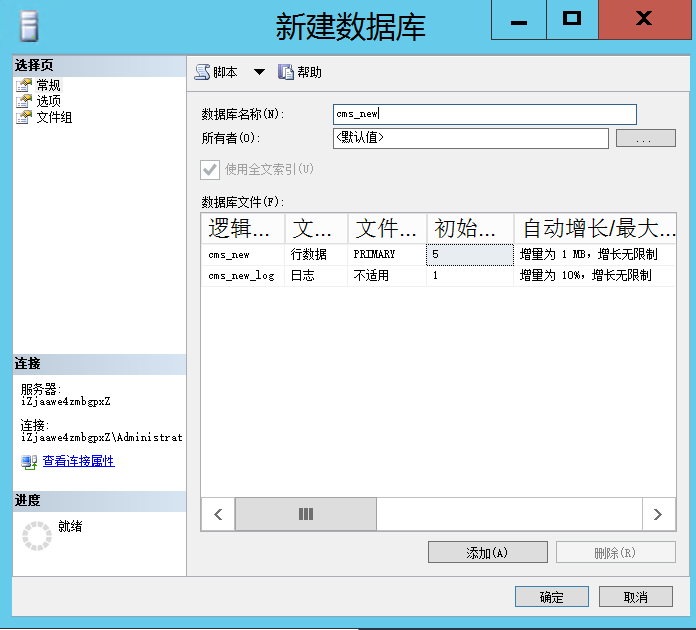 新建数据库
选择页
常规
选项
文件组
脚本 帮助
数据库名称(N): cms_new
所有者(O): <默认值> ...
使用全文索引(U)
数据库文件(F):
逻辑... 文... 文件... 初始... 自动增长/最大...
cms_new 行数据 PRIMARY 5 增量为 1 MB，增长无限制
cms_new_log 日志 不适用 1 增量为 10%，增长无限制
连接
服务器:
iZjaawe4zmbgpxZ
连接:
iZjaawe4zmbgpxZ\Administrat
查看连接属性
进度
就绪
添加(A) 删除(R)
确定 取消